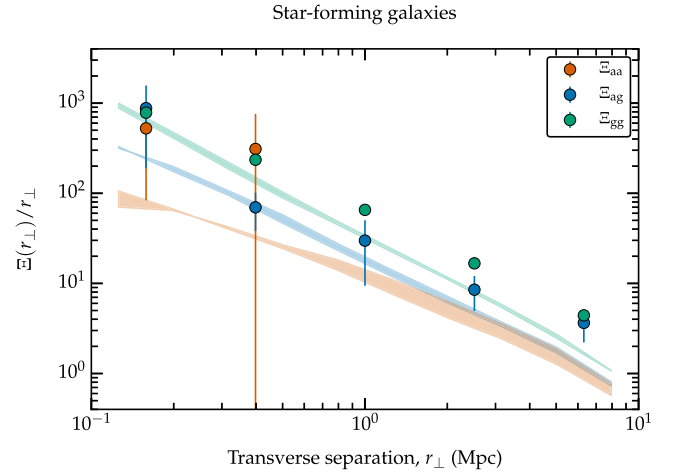 Star-forming galaxies
Ξ(r⊥)/r⊥
10³
10²
10¹
10⁰
Ξaa
Ξag
Ξgg
10⁻¹ 10⁰ 10¹
Transverse separation, r⊥ (Mpc)